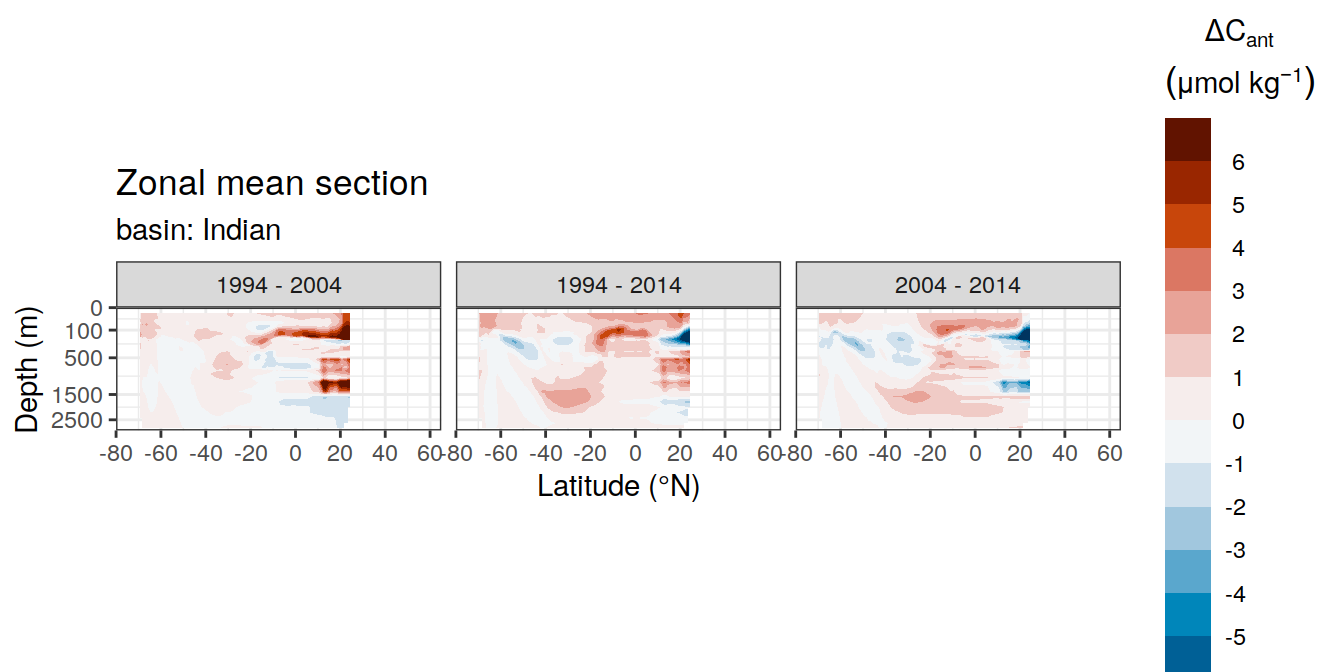 ΔCant
(μmol kg⁻¹)
6
5
4
3
2
1
0
-1
-2
-3
-4
-5
Zonal mean section
basin: Indian
1994 - 2004
1994 - 2014
2004 - 2014
Depth (m)
0
100
500
1500
2500
-80 -60 -40 -20 0 20 40 60
-80 -60 -40 -20 0 20 40 60
-80 -60 -40 -20 0 20 40 60
Latitude (°N)